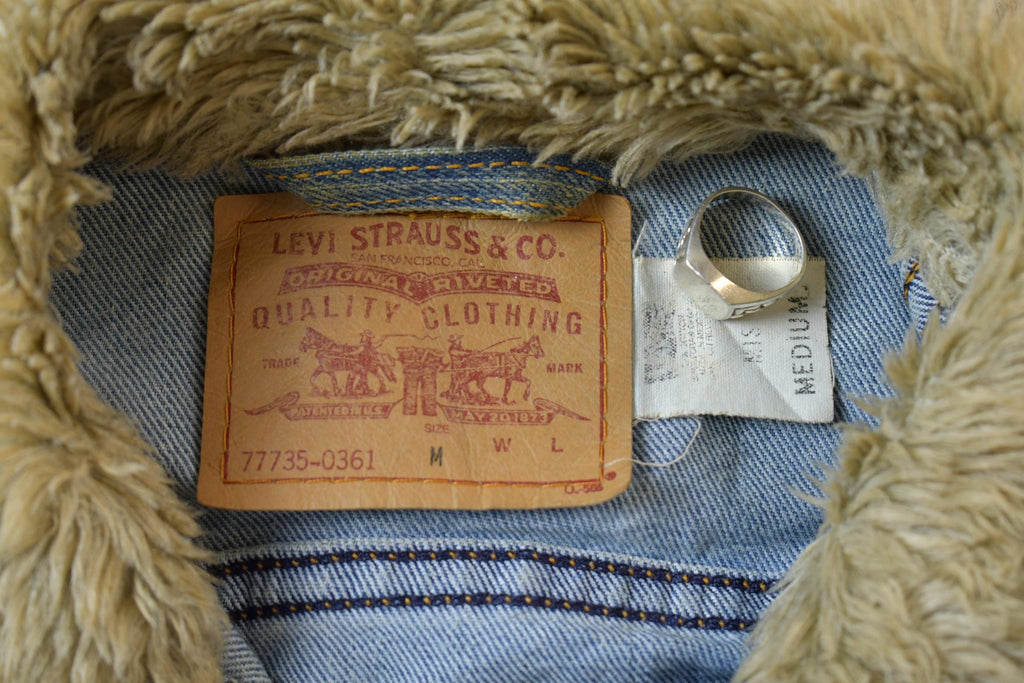 LEVI STRAUSS & CO.
SAN FRANCISCO, CAL.
ORIGINAL RIVETED
QUALITY CLOTHING
TRADE MARK
PATENTED IN U.S. MAY 20 1873
SIZE
77735-0361 M W L
MEDIUM